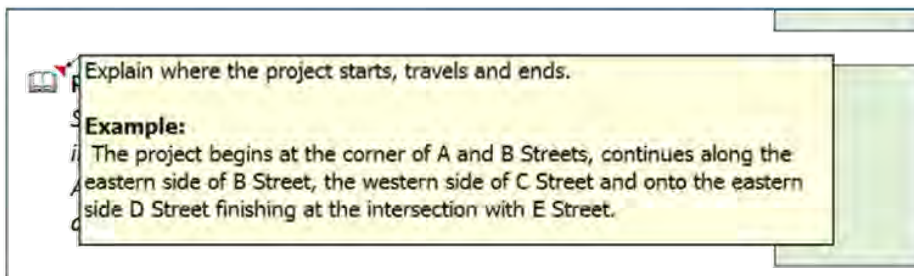 Explain where the project starts, travels and ends.
Example:
The project begins at the corner of A and B Streets, continues along the
eastern side of B Street, the western side of C Street and onto the eastern
side D Street finishing at the intersection with E Street.